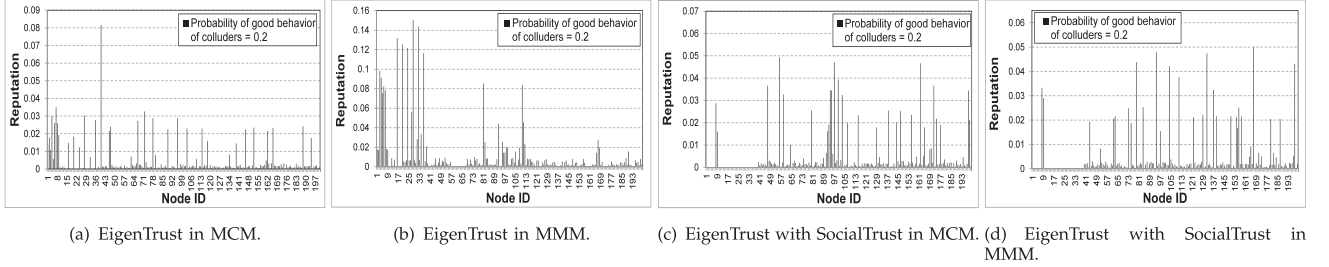 0.09
0.08
0.07
0.06
0.05
0.04
0.03
0.02
0.01
0
Reputation
Probability of good behavior
of colluders = 0.2
1 8 15 22 29 36 43 50 57 64 71 78 85 92 99 106 113 120 127 134 141 148 155 162 169 176 183 190 197
Node ID
(a) EigenTrust in MCM.
0.16
0.14
0.12
0.10
0.08
0.06
0.04
0.02
0
Reputation
Probability of good behavior
of colluders = 0.2
1 9 17 25 33 41 49 57 65 73 81 89 97 105 113 121 129 137 145 153 161 169 177 185 193
Node ID
(b) EigenTrust in MMM.
0.07
0.06
0.05
0.04
0.03
0.02
0.01
0
Reputation
Probability of good behavior
of colluders = 0.2
1 9 17 25 33 41 49 57 65 73 81 89 97 105 113 121 129 137 145 153 161 169 177 185 193
Node ID
(c) EigenTrust with SocialTrust in MCM.
0.06
0.05
0.04
0.03
0.02
0.01
0.00
Reputation
Probability of good behavior
of colluders = 0.2
1 9 17 25 33 41 49 57 65 73 81 89 97 105 113 121 129 137 145 153 161 169 177 185 193
Node ID
(d) EigenTrust with SocialTrust in
MMM.